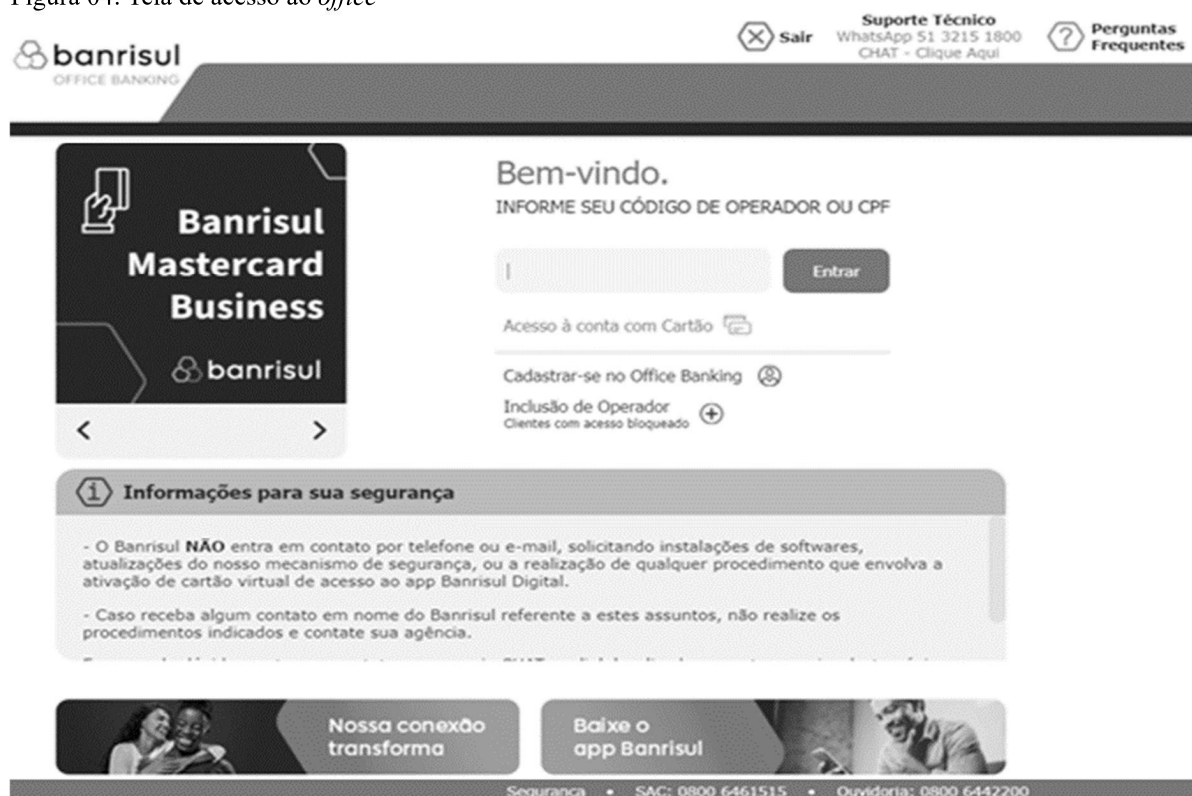 Figura 04: Tela de acesso ao office
banrisul
OFFICE BANKING
Sair
Suporte Técnico
WhatsApp 51 3215 1800
CHAT - Clique Aqui
Perguntas
Frequentes
Banrisul
Mastercard
Business
banrisul
Bem-vindo.
INFORME SEU CÓDIGO DE OPERADOR OU CPF
Entrar
Acesso à conta com Cartão
Cadastrar-se no Office Banking
Inclusão de Operador
Clientes com acesso bloqueado
Informações para sua segurança
- O Banrisul NÃO entra em contato por telefone ou e-mail, solicitando instalações de softwares,
atualizações do nosso mecanismo de segurança, ou a realização de qualquer procedimento que envolva a
ativação de cartão virtual de acesso ao app Banrisul Digital.
- Caso receba algum contato em nome do Banrisul referente a estes assuntos, não realize os
procedimentos indicados e contate sua agência.
Nossa conexão
transforma
Baixe o
app Banrisul
Segurança • SAC: 0800 6461515 • Ouvidoria: 0800 6442200